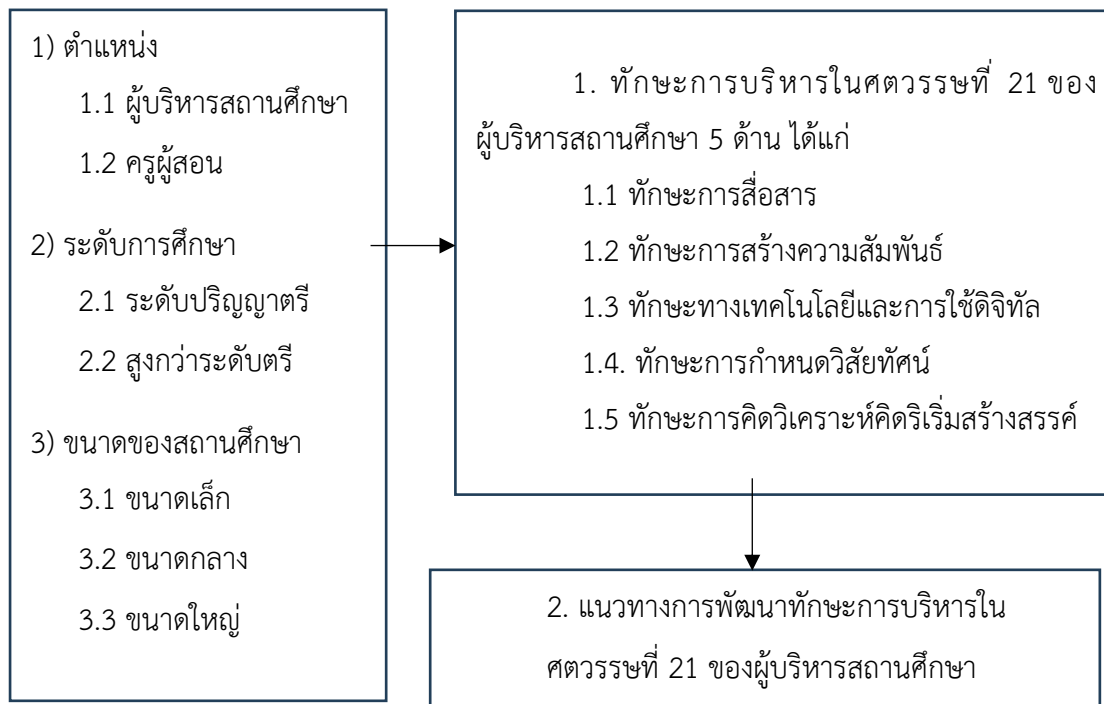 1) ตำแหน่ง
1.1 ผู้บริหารสถานศึกษา
1.2 ครูผู้สอน
2) ระดับการศึกษา
2.1 ระดับปริญญาตรี
2.2 สูงกว่าระดับตรี
3) ขนาดของสถานศึกษา
3.1 ขนาดเล็ก
3.2 ขนาดกลาง
3.3 ขนาดใหญ่
1. ทักษะการบริหารในศตวรรษที่ 21 ของ
ผู้บริหารสถานศึกษา 5 ด้าน ได้แก่
1.1 ทักษะการสื่อสาร
1.2 ทักษะการสร้างความสัมพันธ์
1.3 ทักษะทางเทคโนโลยีและการใช้ดิจิทัล
1.4. ทักษะการกำหนดวิสัยทัศน์
1.5 ทักษะการคิดวิเคราะห์คิดริเริ่มสร้างสรรค์
2. แนวทางการพัฒนาทักษะการบริหารใน
ศตวรรษที่ 21 ของผู้บริหารสถานศึกษา